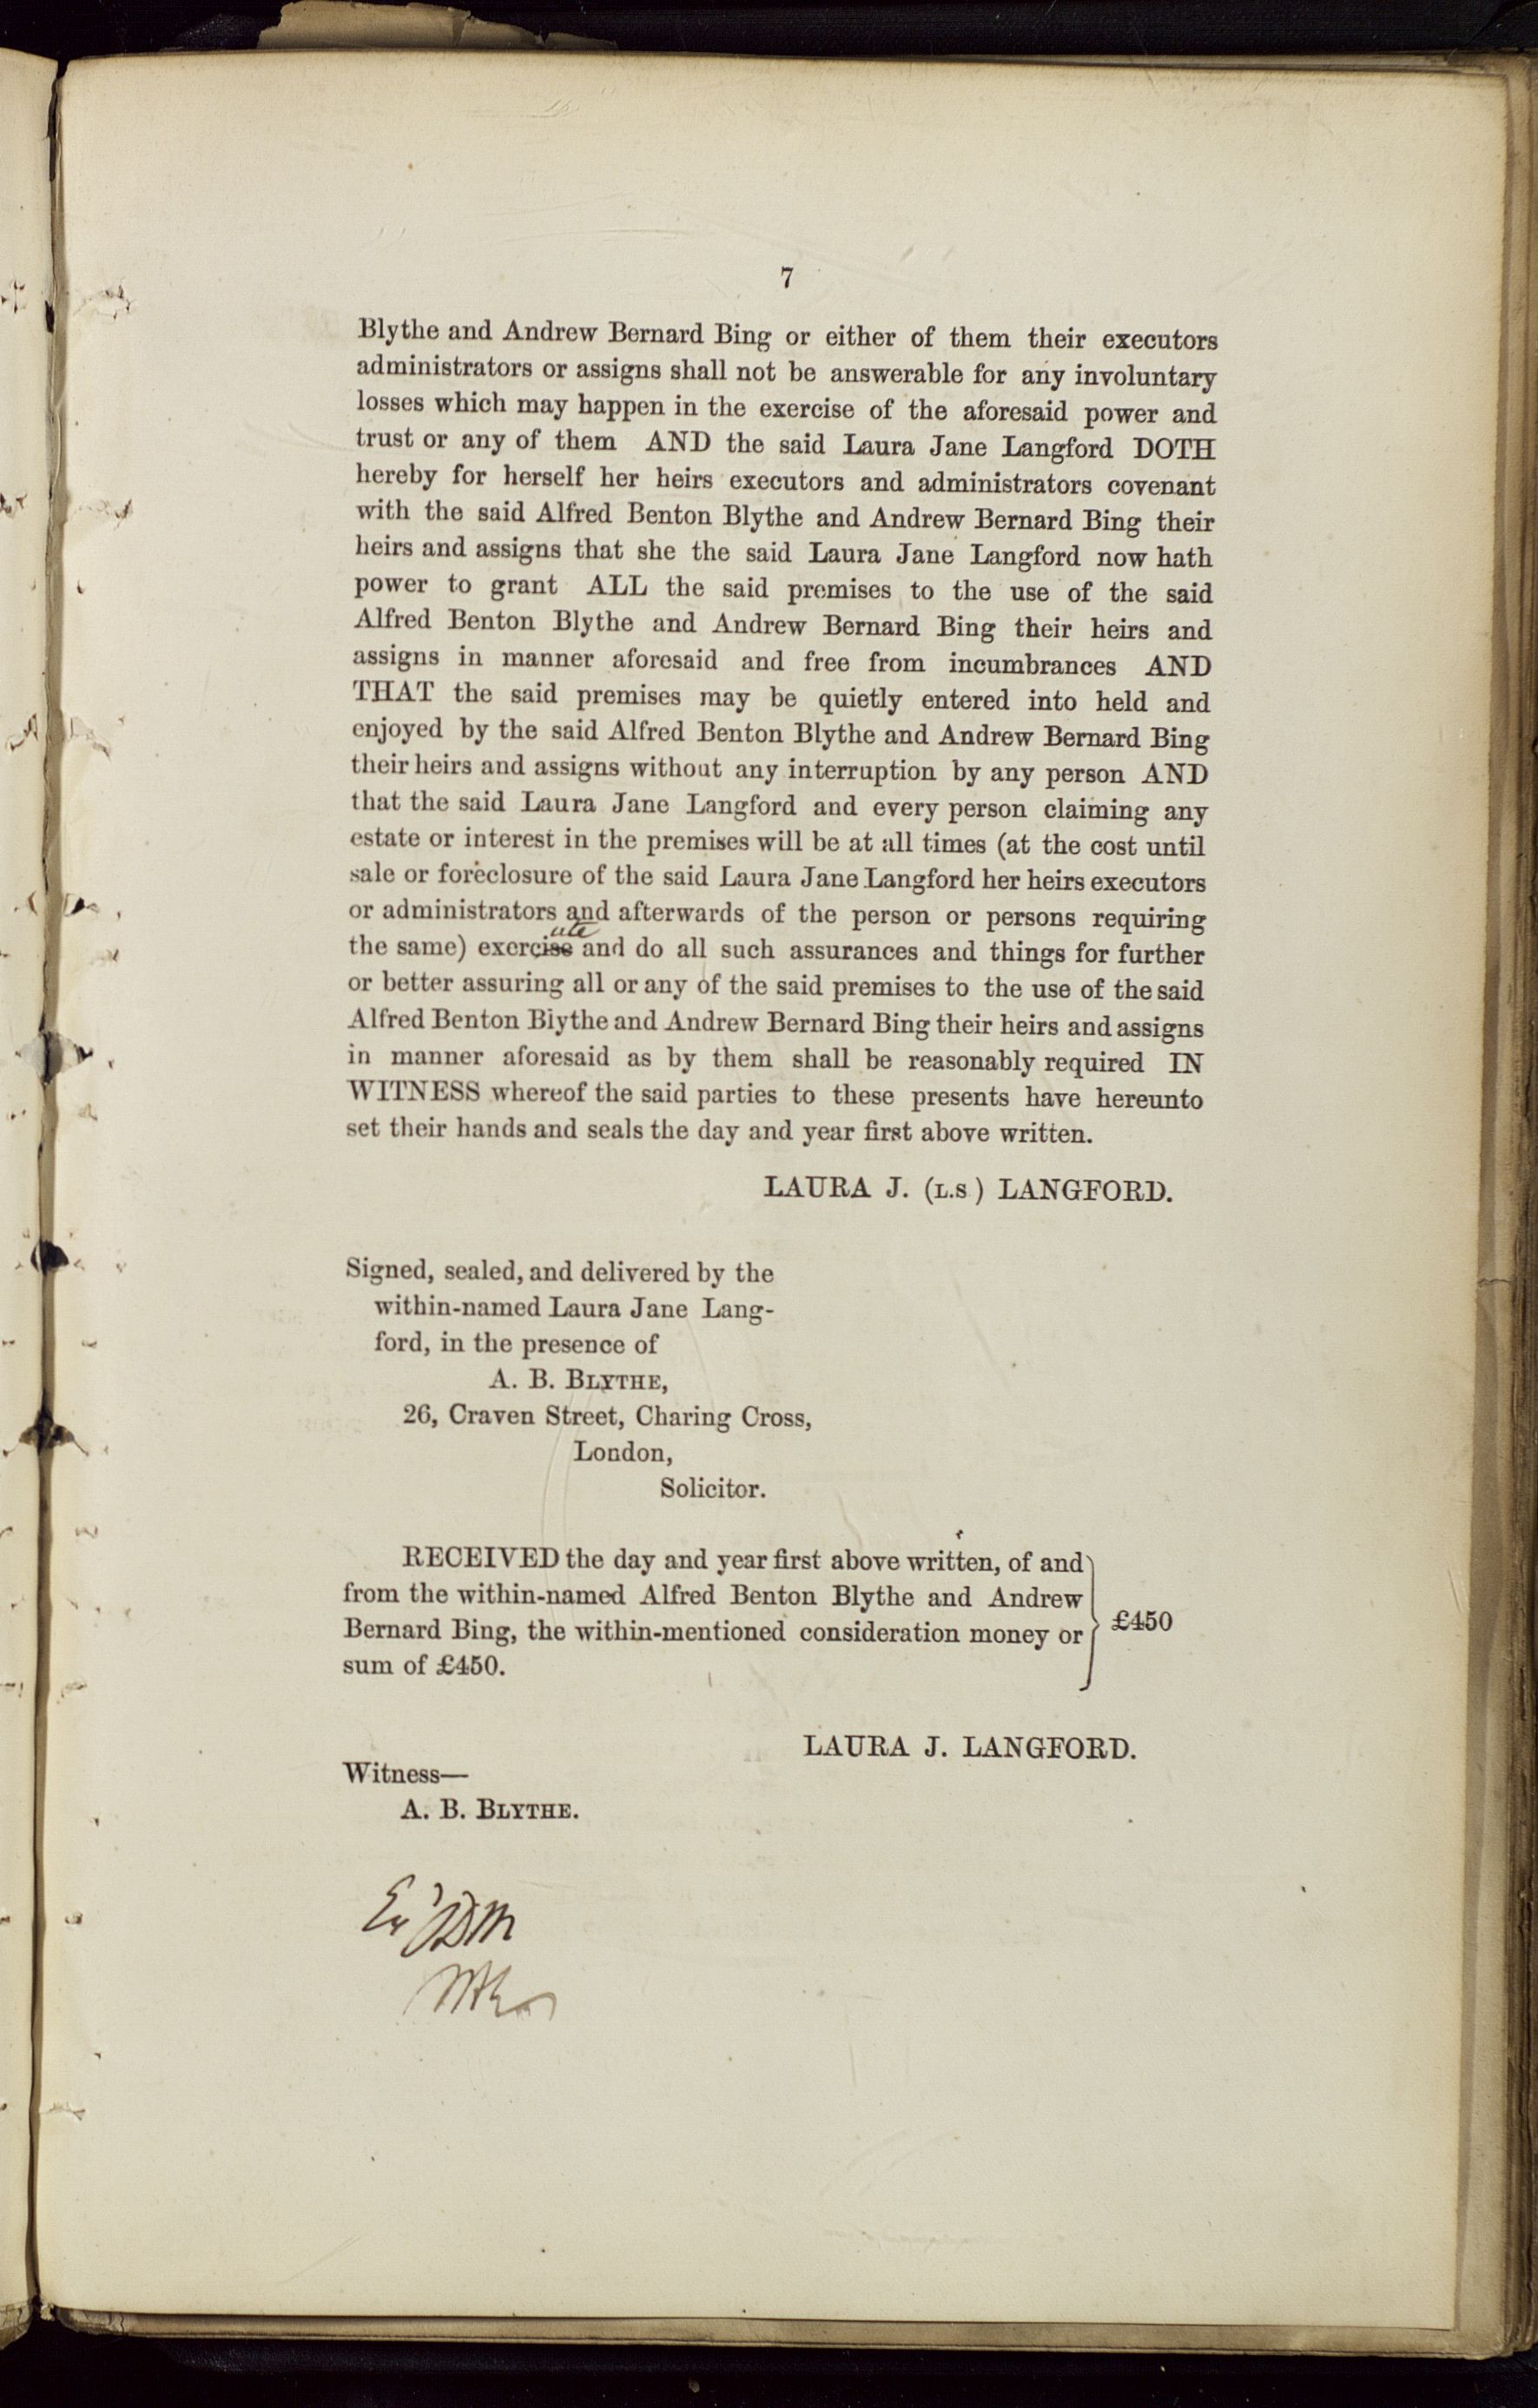 7
Blythe and Andrew Bernard Bing or either of them their executors
administrators or assigns shall not be answerable for any involuntary
losses which may happen in the exercise of the aforesaid power and
trust or any of them AND the said Laura Jane Langford DOTH
hereby for herself her heirs executors and administrators covenant
with the said Alfred Benton Blythe and Andrew Bernard Bing their
heirs and assigns that she the said Laura Jane Langford now hath
power to grant ALL the said premises to the use of the said
Alfred Benton Blythe and Andrew Bernard Bing their heirs and
assigns in manner aforesaid and free from incumbrances AND
THAT the said premises may be quietly entered into held and
enjoyed by the said Alfred Benton Blythe and Andrew Bernard Bing
their heirs and assigns without any interruption by any person AND
that the said Laura Jane Langford and every person claiming any
estate or interest in the premises will be at all times (at the cost until
sale or foreclosure of the said Laura Jane Langford her heirs executors
or administrators and afterwards of the person or persons requiring
ute
the same) exercise and do all such assurances and things for further
or better assuring all or any of the said premises to the use of the said
Alfred Benton Blythe and Andrew Bernard Bing their heirs and assigns
in manner aforesaid as by them shall be reasonably required IN
WITNESS whereof the said parties to these presents have hereunto
set their hands and seals the day and year first above written.
LAURA J. (L.S ) LANGFORD.
Signed, sealed, and delivered by the
within-named Laura Jane Lang-
ford, in the presence of
A. B. BLYTHE,
26, Craven Street, Charing Cross,
London,
Solicitor.
RECEIVED the day and year first above written, of and
from the within-named Alfred Benton Blythe and Andrew
Bernard Bing, the within-mentioned consideration money or
sum of £450.
£450
LAURA J. LANGFORD.
Witness—
A. B. BLYTHE.